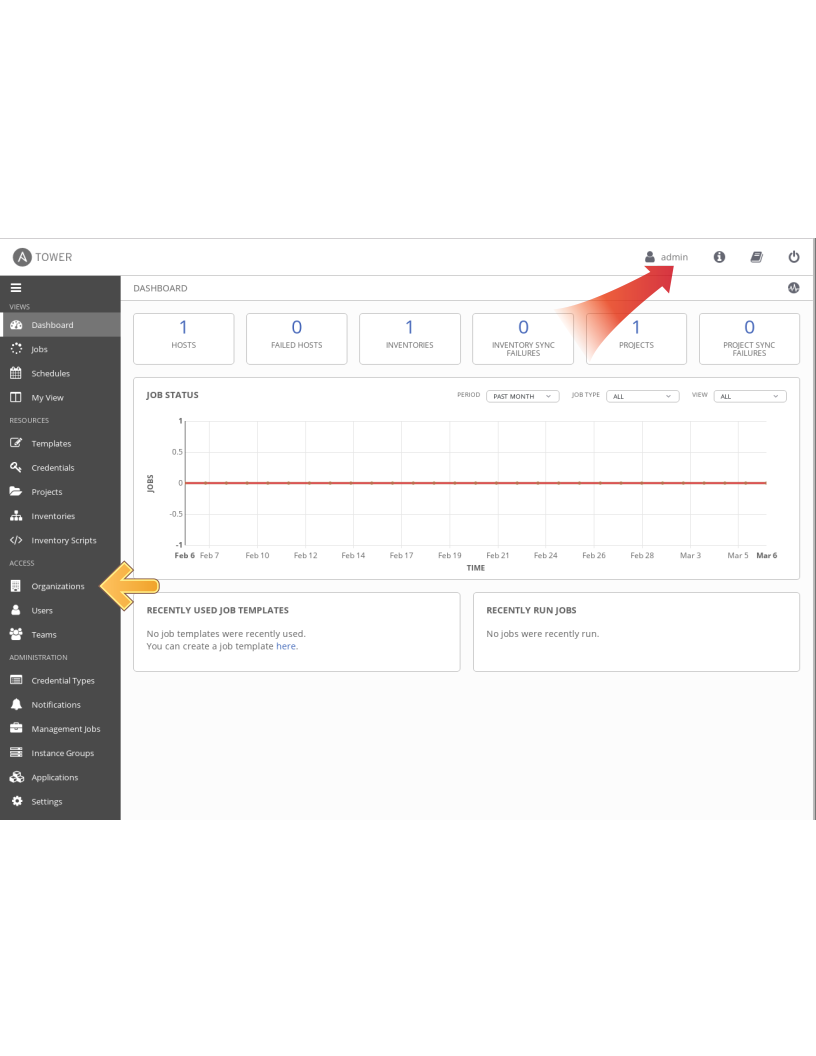 TOWER
admin
DASHBOARD
VIEWS
Dashboard
Jobs
Schedules
My View
RESOURCES
Templates
Credentials
Projects
Inventories
Inventory Scripts
ACCESS
Organizations
Users
Teams
ADMINISTRATION
Credential Types
Notifications
Management Jobs
Instance Groups
Applications
Settings
1
HOSTS
0
FAILED HOSTS
1
INVENTORIES
0
INVENTORY SYNC
FAILURES
1
PROJECTS
0
PROJECT SYNC
FAILURES
JOB STATUS
PERIOD PAST MONTH JOB TYPE ALL VIEW ALL
JOBS
1
0.5
0
-0.5
-1
Feb 6 Feb 7 Feb 10 Feb 12 Feb 14 Feb 17 Feb 19 Feb 21 Feb 24 Feb 26 Feb 28 Mar 3 Mar 5 Mar 6
TIME
RECENTLY USED JOB TEMPLATES
No job templates were recently used.
You can create a job template here.
RECENTLY RUN JOBS
No jobs were recently run.